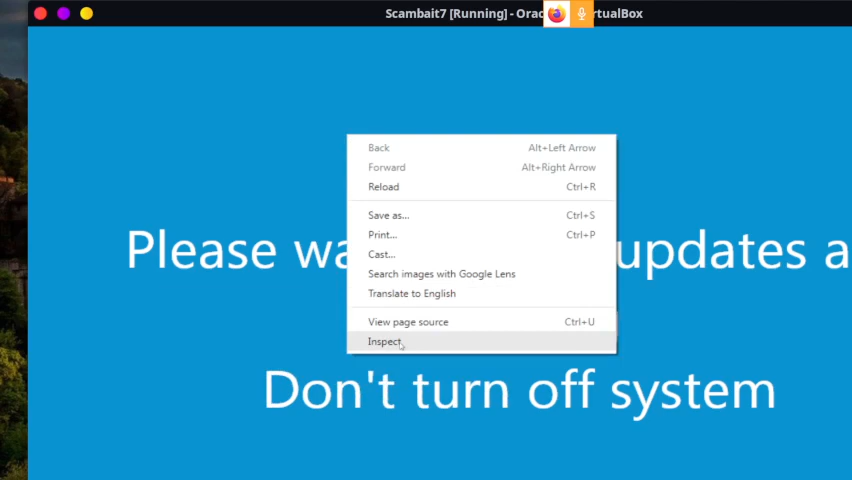 Scambait7 [Running] - Orac rtualBox
Back Alt+Left Arrow
Forward Alt+Right Arrow
Reload Ctrl+R
Save as... Ctrl+S
Print... Ctrl+P
Cast...
Search images with Google Lens
Translate to English
View page source Ctrl+U
Inspect
Please wa updates a
Don't turn off system